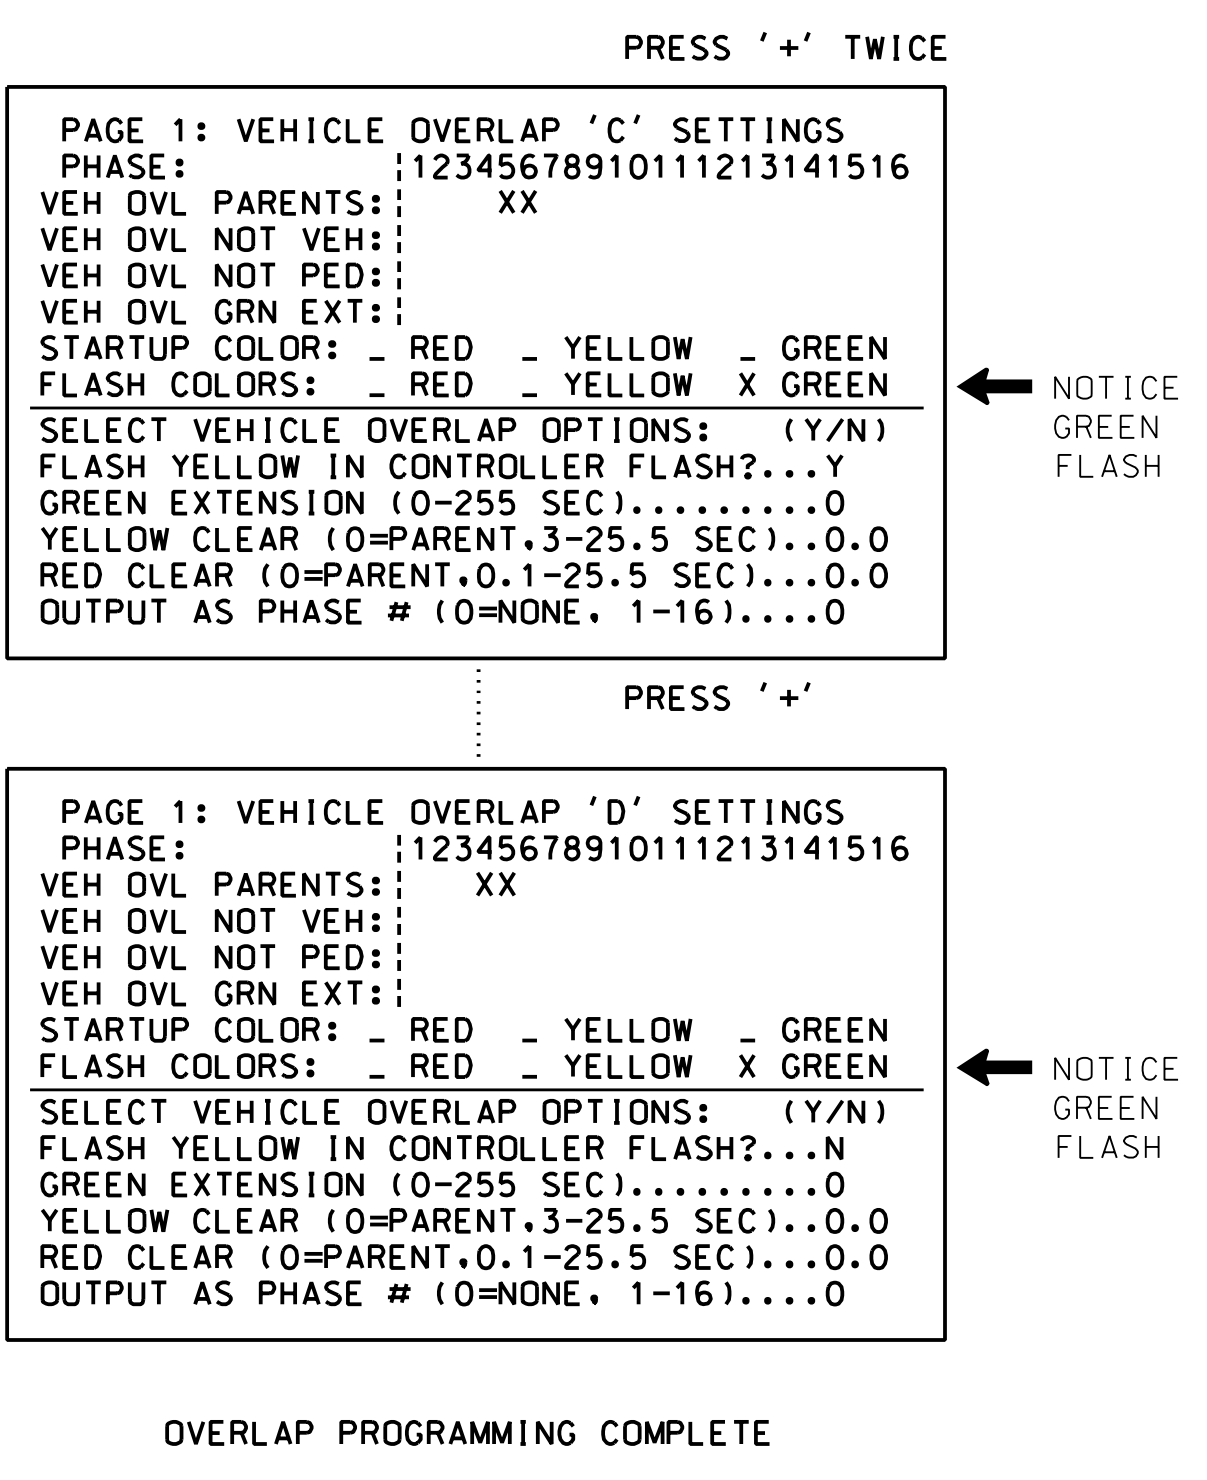 PRESS '+' TWICE
PAGE 1: VEHICLE OVERLAP 'C' SETTINGS
PHASE: ¦12345678910111213141516
VEH OVL PARENTS:¦ XX
VEH OVL NOT VEH:¦
VEH OVL NOT PED:¦
VEH OVL GRN EXT:¦
STARTUP COLOR: _ RED _ YELLOW _ GREEN
FLASH COLORS: _ RED _ YELLOW X GREEN
NOTICE
GREEN
FLASH
SELECT VEHICLE OVERLAP OPTIONS: (Y/N)
FLASH YELLOW IN CONTROLLER FLASH?...Y
GREEN EXTENSION (0-255 SEC).........0
YELLOW CLEAR (0=PARENT,3-25.5 SEC)..0.0
RED CLEAR (0=PARENT,0.1-25.5 SEC)...0.0
OUTPUT AS PHASE # (0=NONE, 1-16)....0
PRESS '+'
PAGE 1: VEHICLE OVERLAP 'D' SETTINGS
PHASE: ¦12345678910111213141516
VEH OVL PARENTS:¦ XX
VEH OVL NOT VEH:¦
VEH OVL NOT PED:¦
VEH OVL GRN EXT:¦
STARTUP COLOR: _ RED _ YELLOW _ GREEN
FLASH COLORS: _ RED _ YELLOW X GREEN
NOTICE
GREEN
FLASH
SELECT VEHICLE OVERLAP OPTIONS: (Y/N)
FLASH YELLOW IN CONTROLLER FLASH?...N
GREEN EXTENSION (0-255 SEC).........0
YELLOW CLEAR (0=PARENT,3-25.5 SEC)..0.0
RED CLEAR (0=PARENT,0.1-25.5 SEC)...0.0
OUTPUT AS PHASE # (0=NONE, 1-16)....0
OVERLAP PROGRAMMING COMPLETE